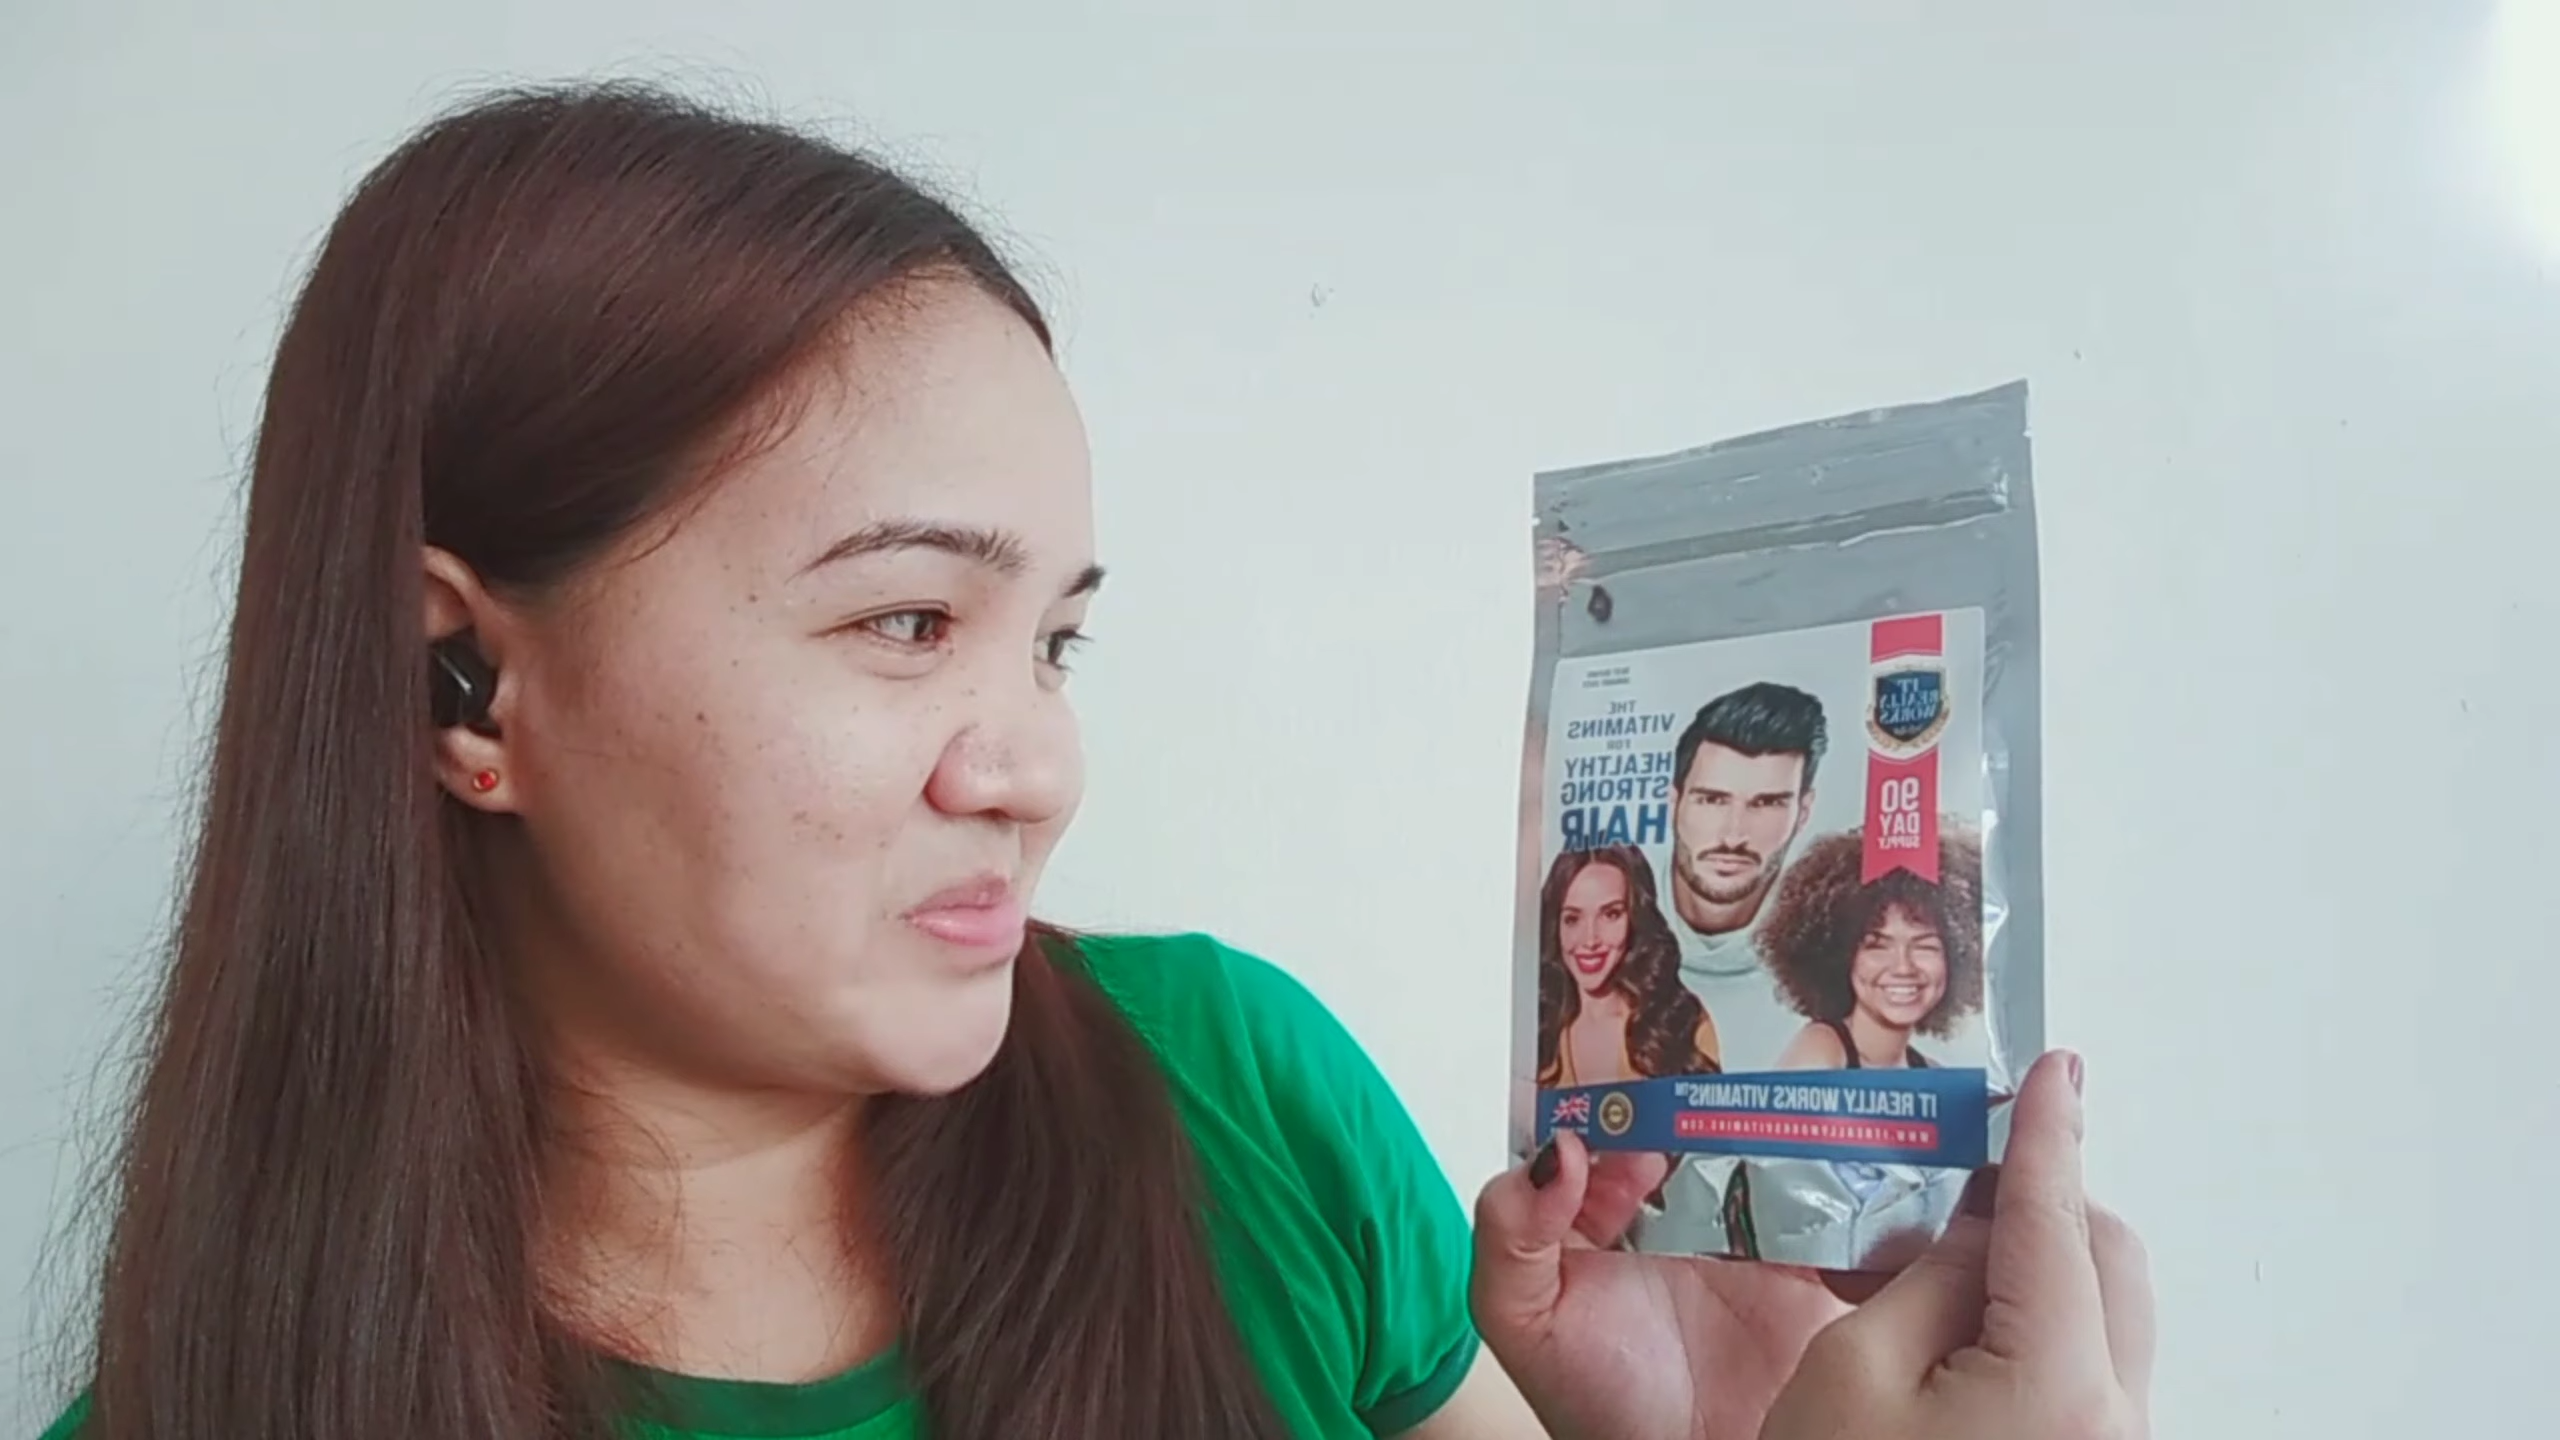 THE
VITAMINS
FOR
HEALTHY
STRONG
HAIR
IT
REALLY
WORKS
90
DAY
SUPPLY
IT REALLY WORKS VITAMINS™
WWW.ITREALLYWORKSVITAMINS.COM